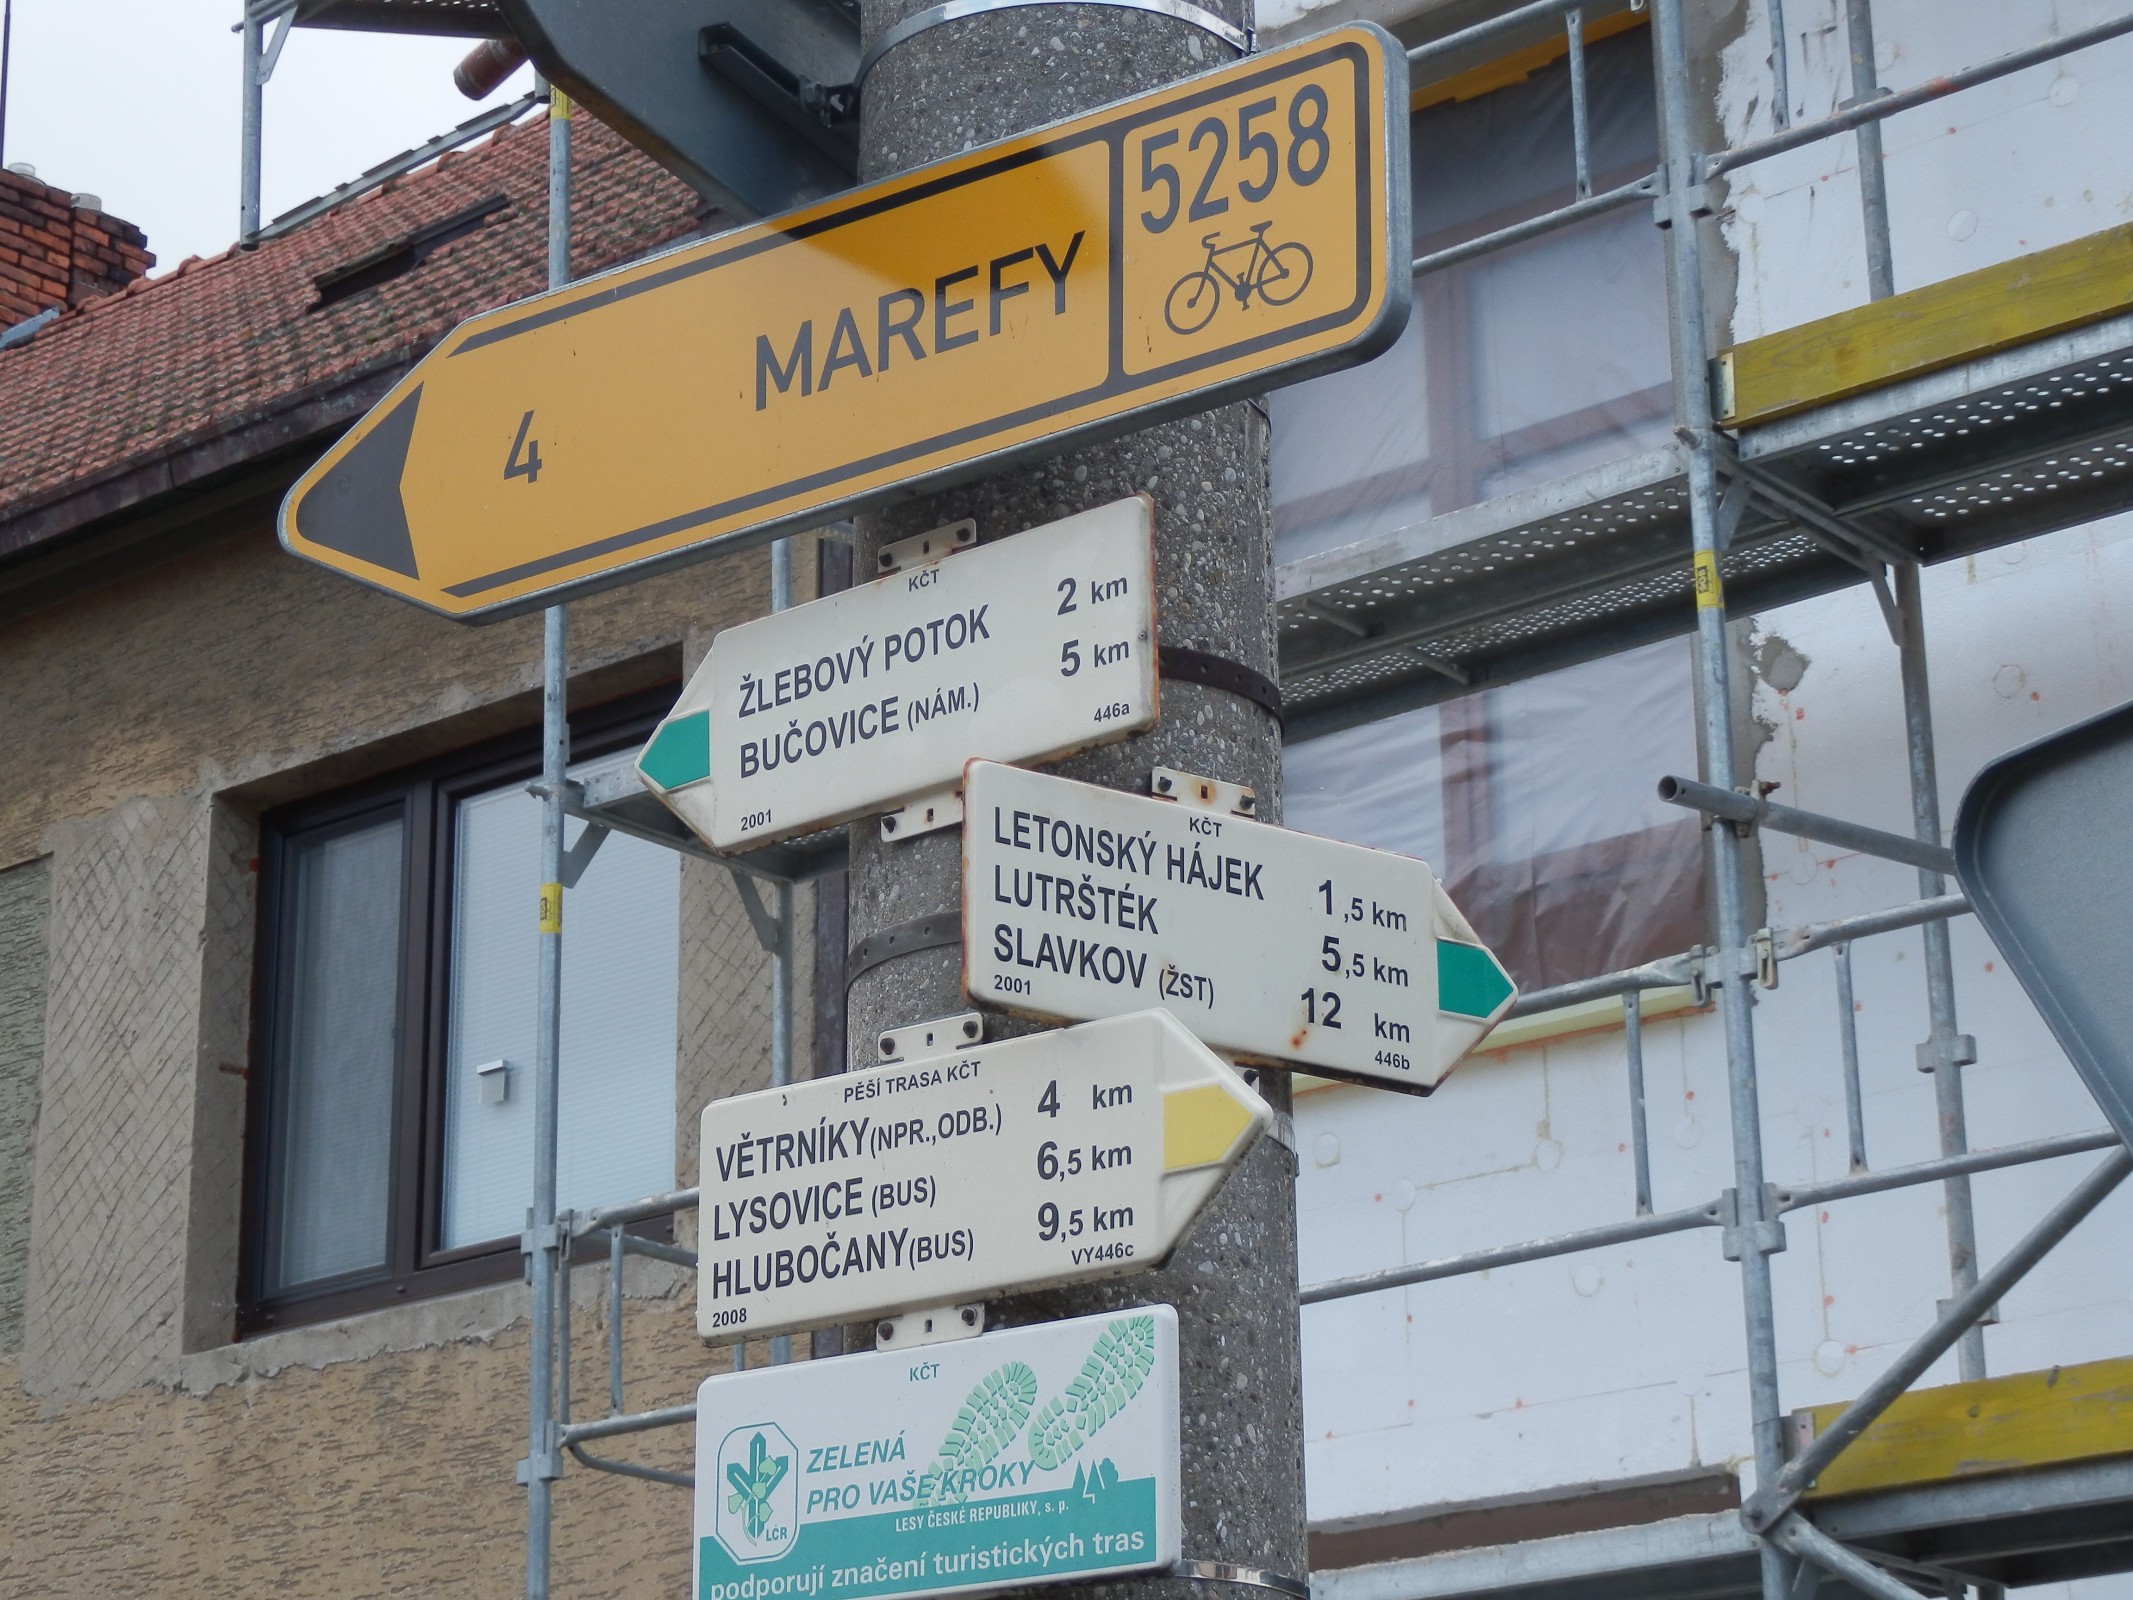 5258
4 MAREFY
KČT
ŽLEBOVÝ POTOK 2 km
BUČOVICE (NÁM.) 5 km
446a
2001
KČT
LETONSKÝ HÁJEK 1,5 km
LUTRŠTÉK 5,5 km
SLAVKOV (ŽST) 12 km
2001
446b
PĚŠÍ TRASA KČT
VĚTRNÍKY(NPR.,ODB.) 4 km
LYSOVICE (BUS) 6,5 km
HLUBOČANY(BUS) 9,5 km
VY446c
2008
KČT
ZELENÁ
PRO VAŠE KROKY
LČR
LESY ČESKÉ REPUBLIKY, s. p.
podporují značení turistických tras